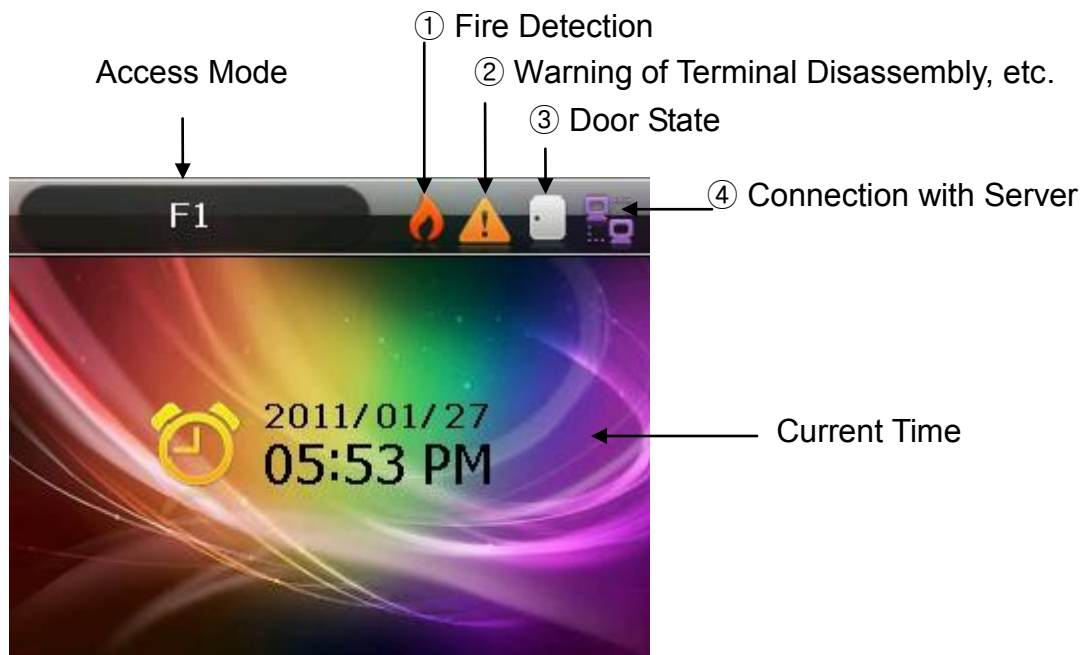 ① Fire Detection
Access Mode
② Warning of Terminal Disassembly, etc.
③ Door State
④ Connection with Server
F1
2011/01/27
05:53 PM
Current Time